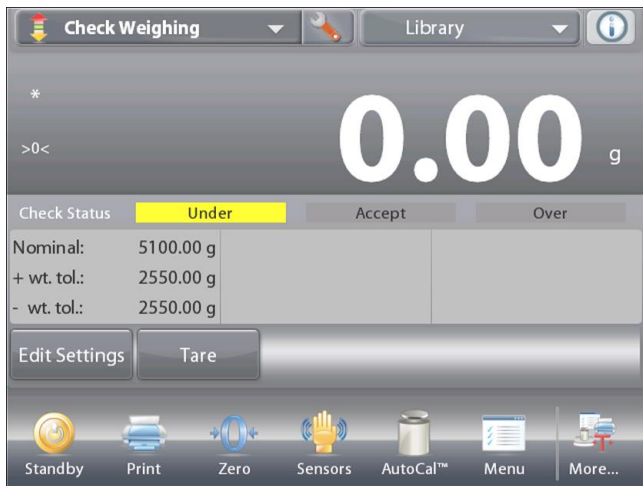 Check Weighing
Library
*
>0<
0.00 g
Check Status Under Accept Over
Nominal: 5100.00 g
+ wt. tol.: 2550.00 g
- wt. tol.: 2550.00 g
Edit Settings Tare
Standby Print Zero Sensors AutoCal™ Menu More...